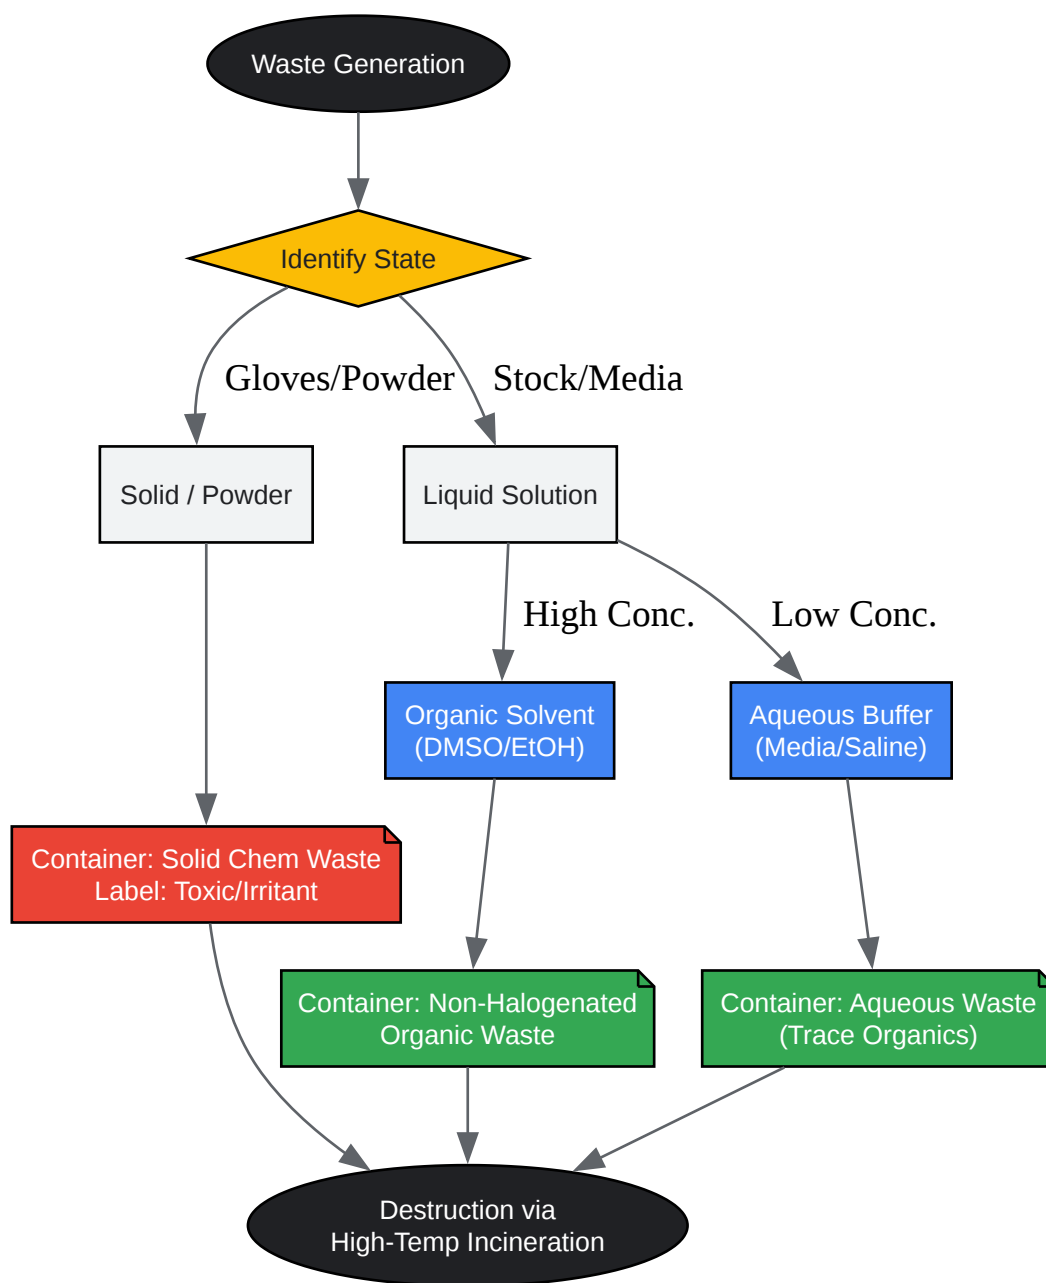 Waste Generation
Identify State
Gloves/Powder
Stock/Media
Solid / Powder
Liquid Solution
High Conc.
Low Conc.
Organic Solvent
(DMSO/EtOH)
Aqueous Buffer
(Media/Saline)
Container: Solid Chem Waste
Label: Toxic/Irritant
Container: Non-Halogenated
Organic Waste
Container: Aqueous Waste
(Trace Organics)
Destruction via
High-Temp Incineration